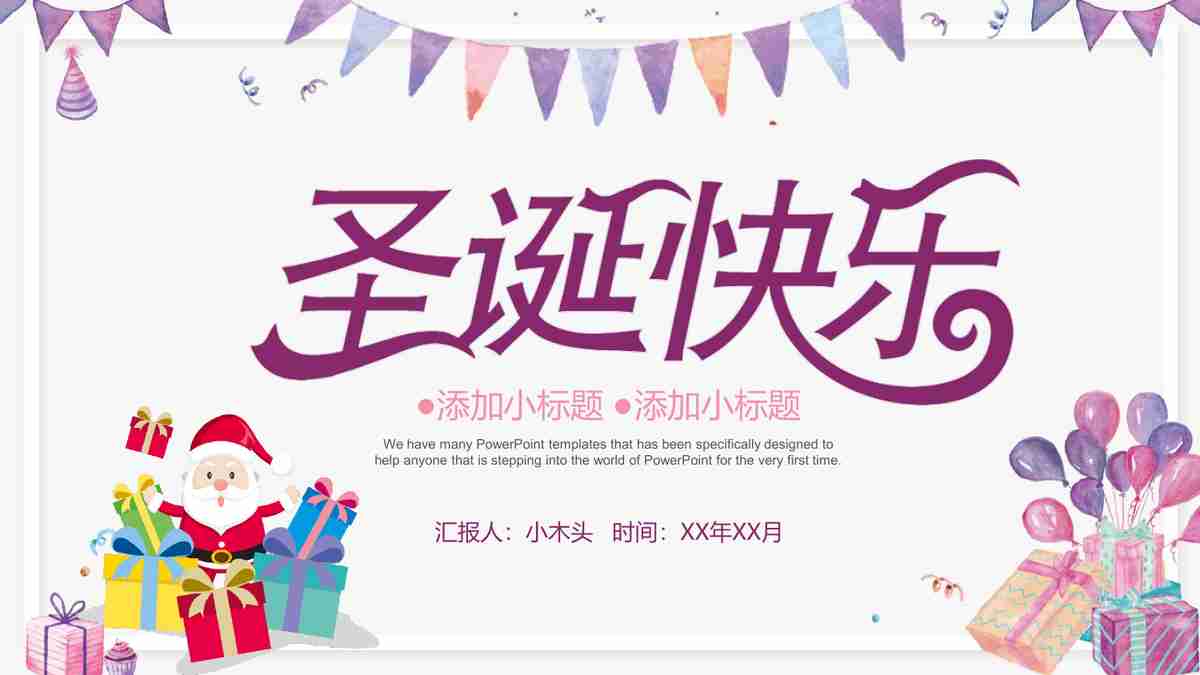 圣诞快乐
●添加小标题 ●添加小标题
We have many PowerPoint templates that has been specifically designed to
help anyone that is stepping into the world of PowerPoint for the very first time.
汇报人：小木头 时间：XX年XX月